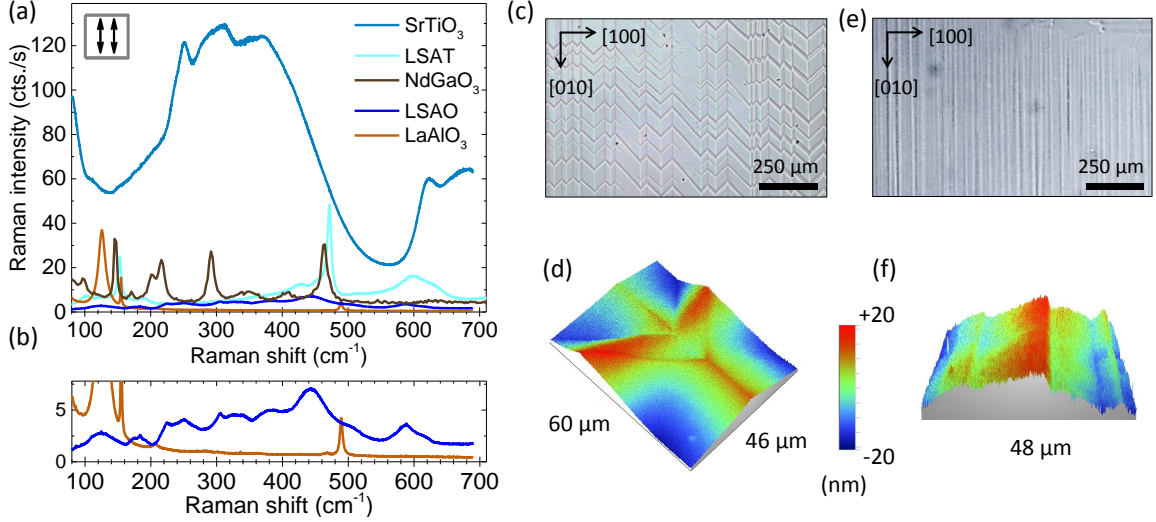 (a)
Raman intensity (cts./s)
120
100
80
60
40
20
0
SrTiO3
LSAT
NdGaO3
LSAO
LaAlO3
100 200 300 400 500 600 700
Raman shift (cm-1)
(b)
5
0
100 200 300 400 500 600 700
Raman shift (cm-1)
(c)
[100]
[010]
250 µm
(e)
[100]
[010]
250 µm
(d)
60 µm
46 µm
+20
-20
(nm)
(f)
48 µm